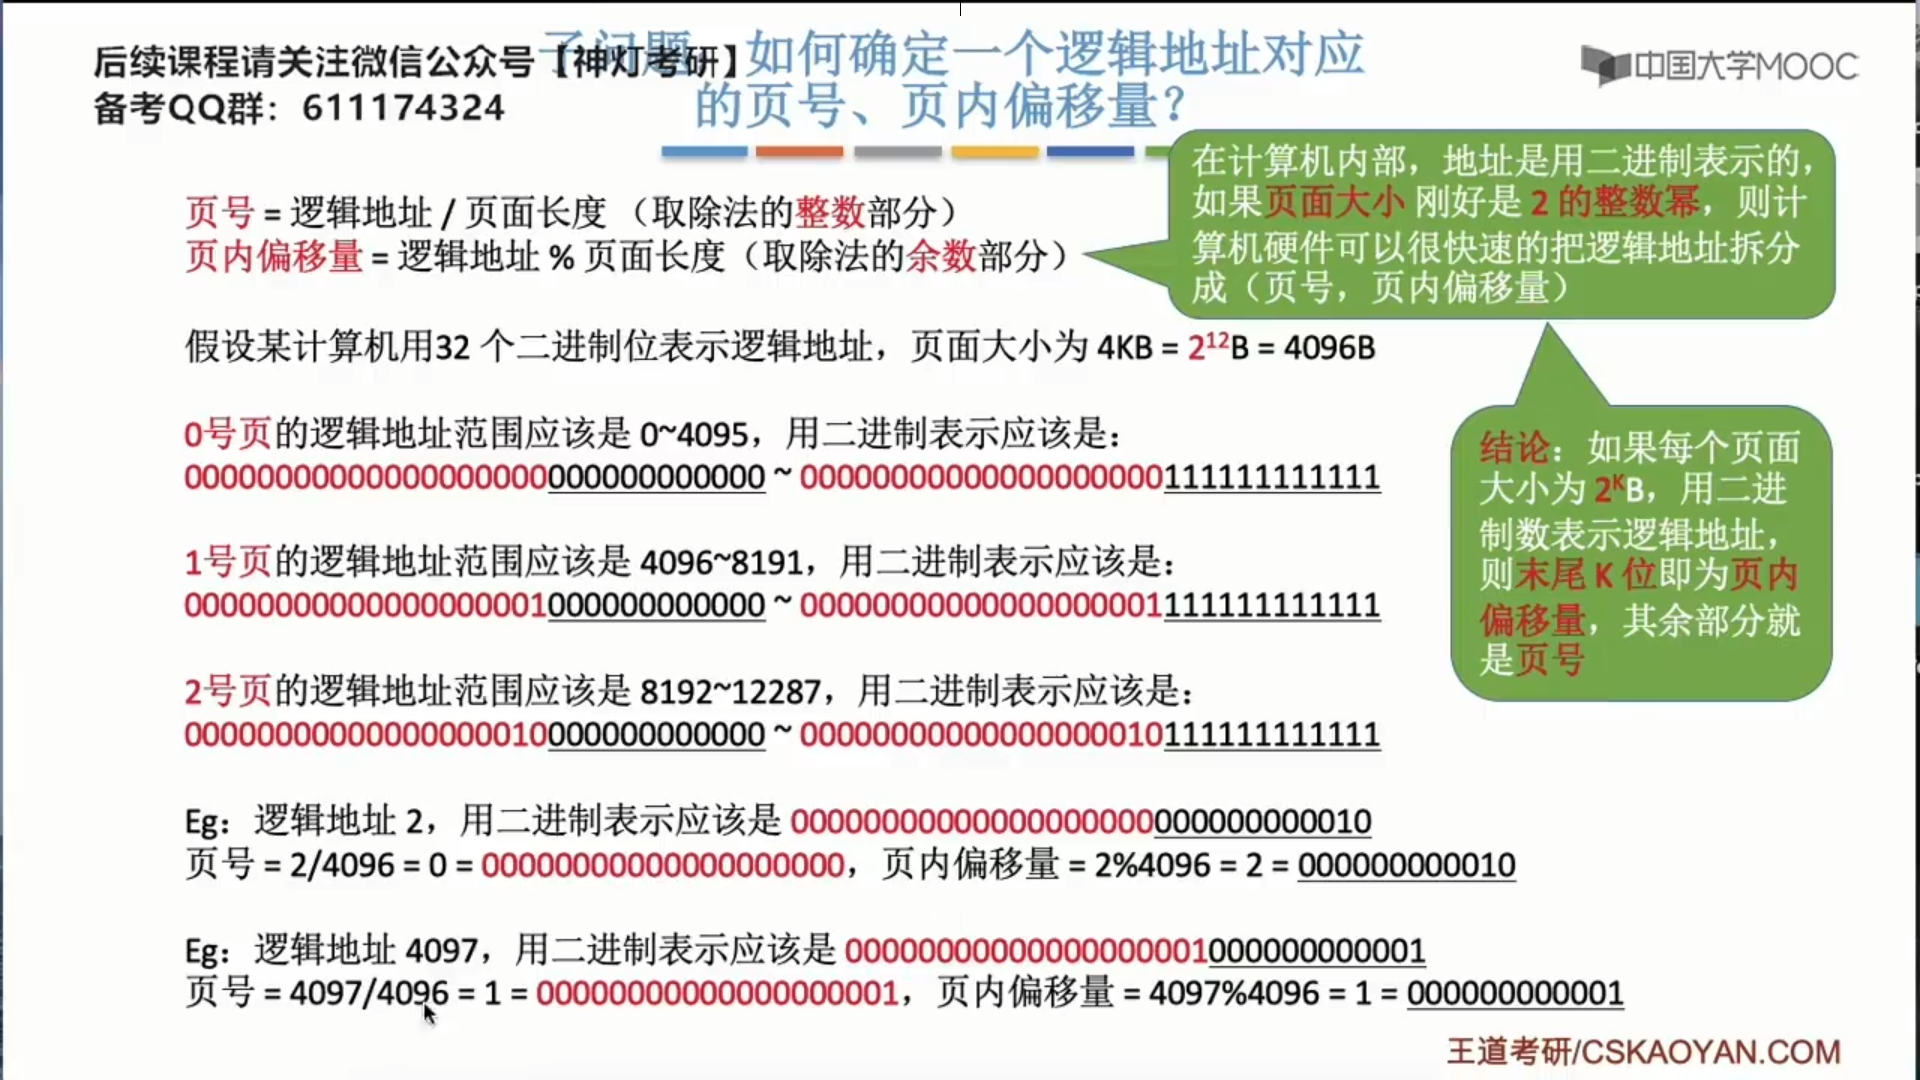 后续课程请关注微信公众号【神灯考研】
备考QQ群：611174324
子问题：如何确定一个逻辑地址对应
的页号、页内偏移量？
中国大学MOOC
页号 = 逻辑地址 / 页面长度 （取除法的整数部分）
页内偏移量 = 逻辑地址 % 页面长度（取除法的余数部分）
在计算机内部，地址是用二进制表示的，
如果页面大小 刚好是 2 的整数幂，则计
算机硬件可以很快速的把逻辑地址拆分
成（页号，页内偏移量）
假设某计算机用32 个二进制位表示逻辑地址，页面大小为 4KB = 2¹²B = 4096B
0号页的逻辑地址范围应该是 0~4095，用二进制表示应该是：
00000000000000000000000000000000 ~ 00000000000000000000111111111111
1号页的逻辑地址范围应该是 4096~8191，用二进制表示应该是：
00000000000000000001000000000000 ~ 00000000000000000001111111111111
2号页的逻辑地址范围应该是 8192~12287，用二进制表示应该是：
00000000000000000010000000000000 ~ 00000000000000000010111111111111
结论：如果每个页面
大小为 2ᴷB，用二进
制数表示逻辑地址，
则末尾 K 位即为页内
偏移量，其余部分就
是页号
Eg：逻辑地址 2，用二进制表示应该是 00000000000000000000000000000010
页号 = 2/4096 = 0 = 00000000000000000000，页内偏移量 = 2%4096 = 2 = 000000000010
Eg：逻辑地址 4097，用二进制表示应该是 00000000000000000001000000000001
页号 = 4097/4096 = 1 = 00000000000000000001，页内偏移量 = 4097%4096 = 1 = 000000000001
王道考研/CSKAOYAN.COM